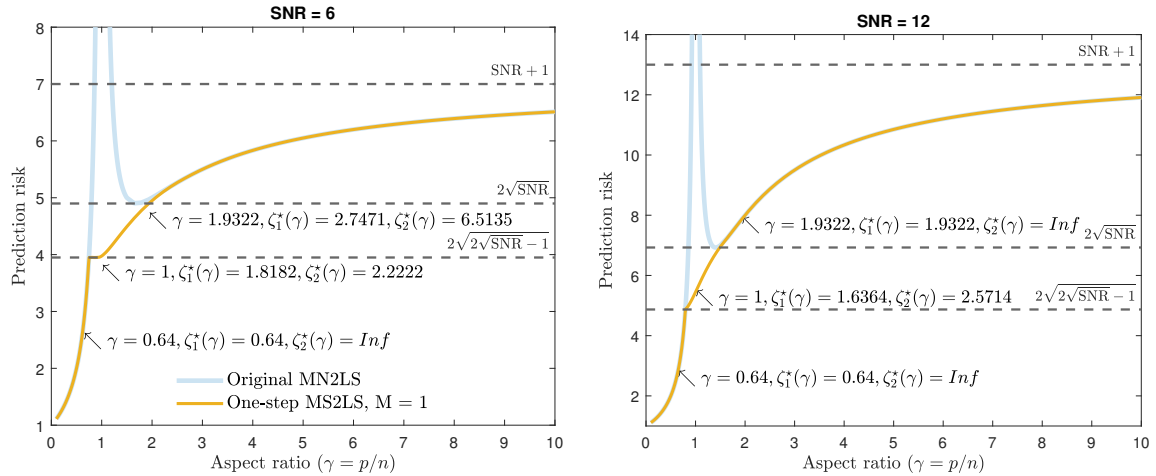 SNR = 6
8
7
6
5
4
3
2
1
Prediction risk
SNR + 1
2√SNR
γ = 1.9322, ζ₁*(γ) = 2.7471, ζ₂*(γ) = 6.5135
2√(2√SNR − 1)
γ = 1, ζ₁*(γ) = 1.8182, ζ₂*(γ) = 2.2222
γ = 0.64, ζ₁*(γ) = 0.64, ζ₂*(γ) = Inf
Original MN2LS
One-step MS2LS, M = 1
0 1 2 3 4 5 6 7 8 9 10
Aspect ratio (γ = p/n)
SNR = 12
14
12
10
8
6
4
2
Prediction risk
SNR + 1
γ = 1.9322, ζ₁*(γ) = 1.9322, ζ₂*(γ) = Inf
2√SNR
γ = 1, ζ₁*(γ) = 1.6364, ζ₂*(γ) = 2.5714
2√(2√SNR − 1)
γ = 0.64, ζ₁*(γ) = 0.64, ζ₂*(γ) = Inf
0 1 2 3 4 5 6 7 8 9 10
Aspect ratio (γ = p/n)